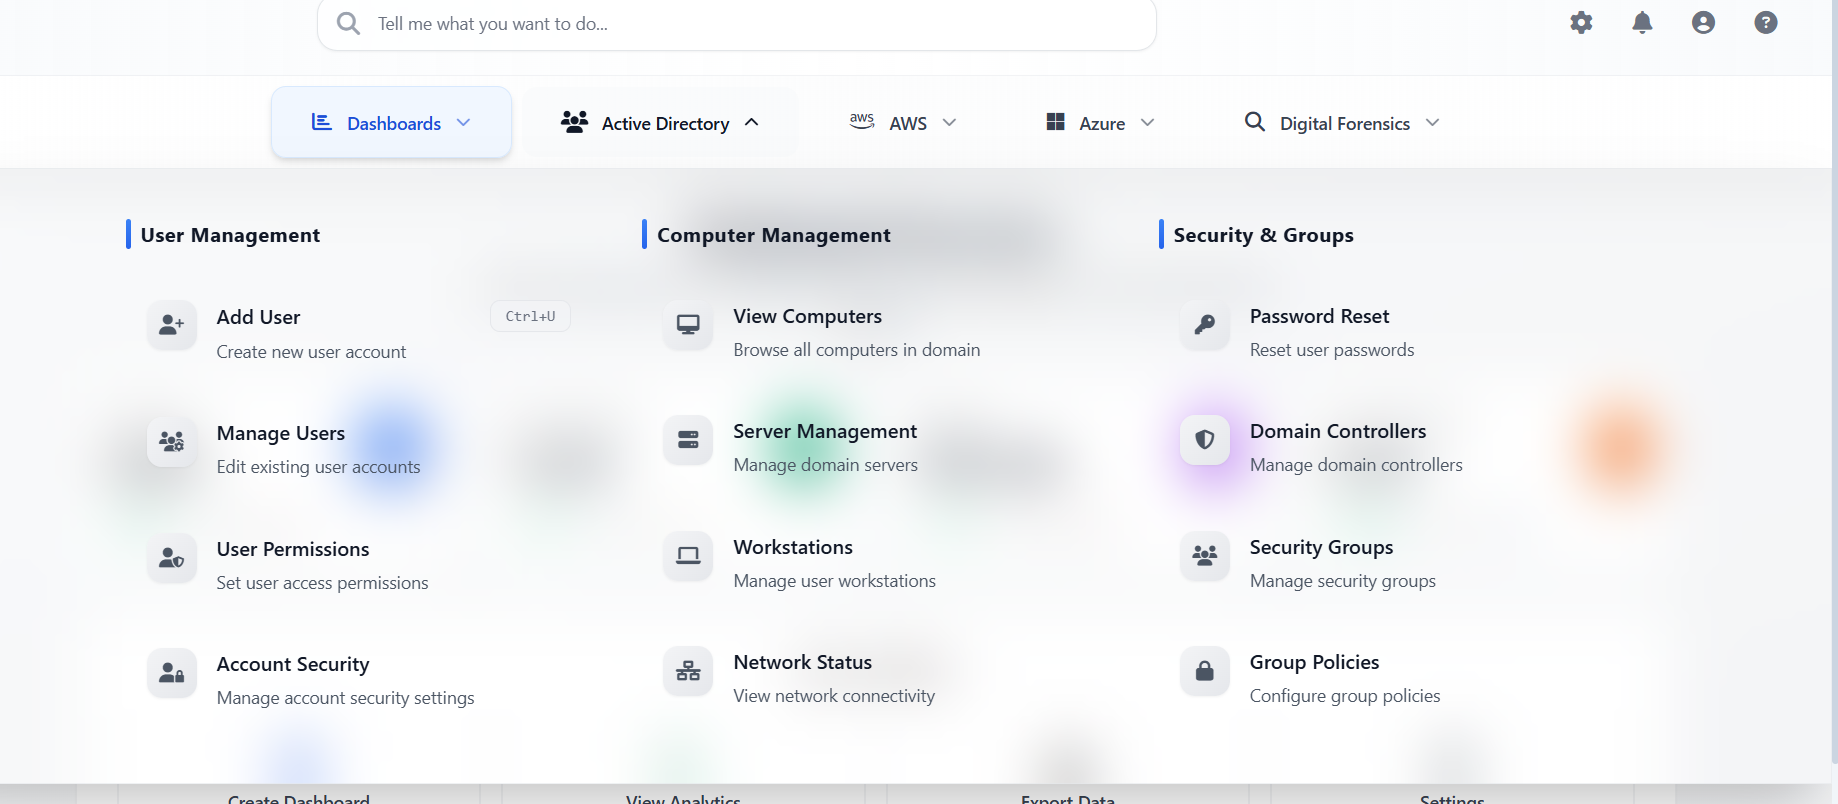 Tell me what you want to do...
Dashboards
Active Directory
aws AWS
Azure
Digital Forensics
User Management
Add User
Ctrl+U
Create new user account
Manage Users
Edit existing user accounts
User Permissions
Set user access permissions
Account Security
Manage account security settings
Computer Management
View Computers
Browse all computers in domain
Server Management
Manage domain servers
Workstations
Manage user workstations
Network Status
View network connectivity
Security & Groups
Password Reset
Reset user passwords
Domain Controllers
Manage domain controllers
Security Groups
Manage security groups
Group Policies
Configure group policies
Create Dashboard
View Analytics
Export Data
Settings